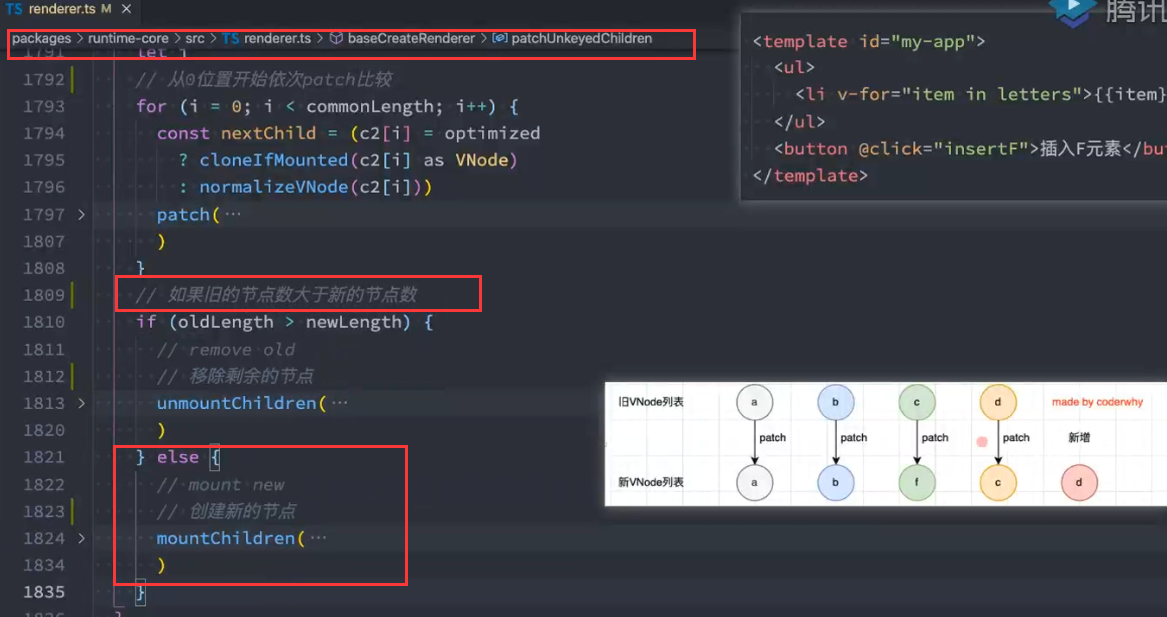 TS renderer.ts M ×
packages > runtime-core > src > TS renderer.ts > baseCreateRenderer > patchUnkeyedChildren
1791 let i
1792 // 从0位置开始依次patch比较
1793 for (i = 0; i < commonLength; i++) {
1794 const nextChild = (c2[i] = optimized
1795 ? cloneIfMounted(c2[i] as VNode)
1796 : normalizeVNode(c2[i]))
1797 > patch(…
1807 )
1808 }
1809 // 如果旧的节点数大于新的节点数
1810 if (oldLength > newLength) {
1811 // remove old
1812 // 移除剩余的节点
1813 > unmountChildren(…
1820 )
1821 } else {
1822 // mount new
1823 // 创建新的节点
1824 > mountChildren(…
1834 )
1835 }
腾讯
<template id="my-app">
<ul>
<li v-for="item in letters">{{item}
</ul>
<button @click="insertF">插入F元素</bu
</template>
旧VNode列表 a b c d made by coderwhy
patch patch patch patch 新增
新VNode列表 a b f c d